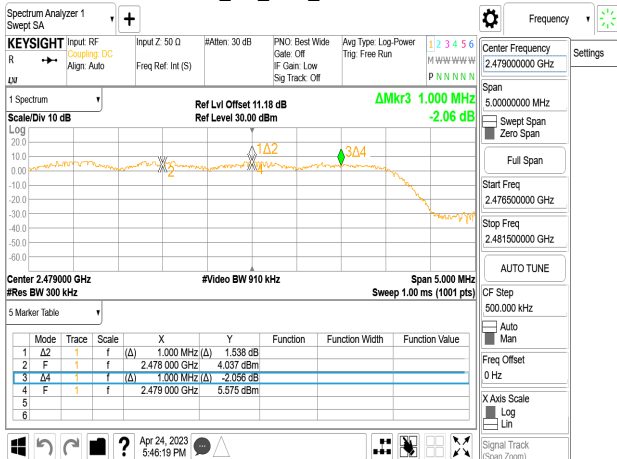 Spectrum Analyzer 1
Swept SA
KEYSIGHT
R
Input: RF
Coupling: DC
Align: Auto
Input Z: 50 Ω
Freq Ref: Int (S)
#Atten: 30 dB
PNO: Best Wide
Gate: Off
IF Gain: Low
Sig Track: Off
Avg Type: Log-Power
Trig: Free Run
1 2 3 4 5 6
M W W W W W
P N N N N N
LXI
1 Spectrum
Scale/Div 10 dB
Ref Lvl Offset 11.18 dB
Ref Level 30.00 dBm
ΔMkr3 1.000 MHz
-2.06 dB
Log
20.0
10.0
0.00
-10.0
-20.0
-30.0
-40.0
-50.0
-60.0
1Δ2
2
3Δ4
4
Center 2.479000 GHz
#Video BW 910 kHz
Span 5.000 MHz
#Res BW 300 kHz
Sweep 1.00 ms (1001 pts)
5 Marker Table
Mode Trace Scale X Y Function Function Width Function Value
1 Δ2 1 f (Δ) 1.000 MHz (Δ) 1.538 dB
2 F 1 f 2.478 000 GHz 4.037 dBm
3 Δ4 1 f (Δ) 1.000 MHz (Δ) -2.056 dB
4 F 1 f 2.479 000 GHz 5.575 dBm
5
6
?
Apr 24, 2023
5:46:19 PM
Frequency
Settings
Center Frequency
2.479000000 GHz
Span
5.00000000 MHz
Swept Span
Zero Span
Full Span
Start Freq
2.476500000 GHz
Stop Freq
2.481500000 GHz
AUTO TUNE
CF Step
500.000 kHz
Auto
Man
Freq Offset
0 Hz
X Axis Scale
Log
Lin
Signal Track
(Span Zoom)